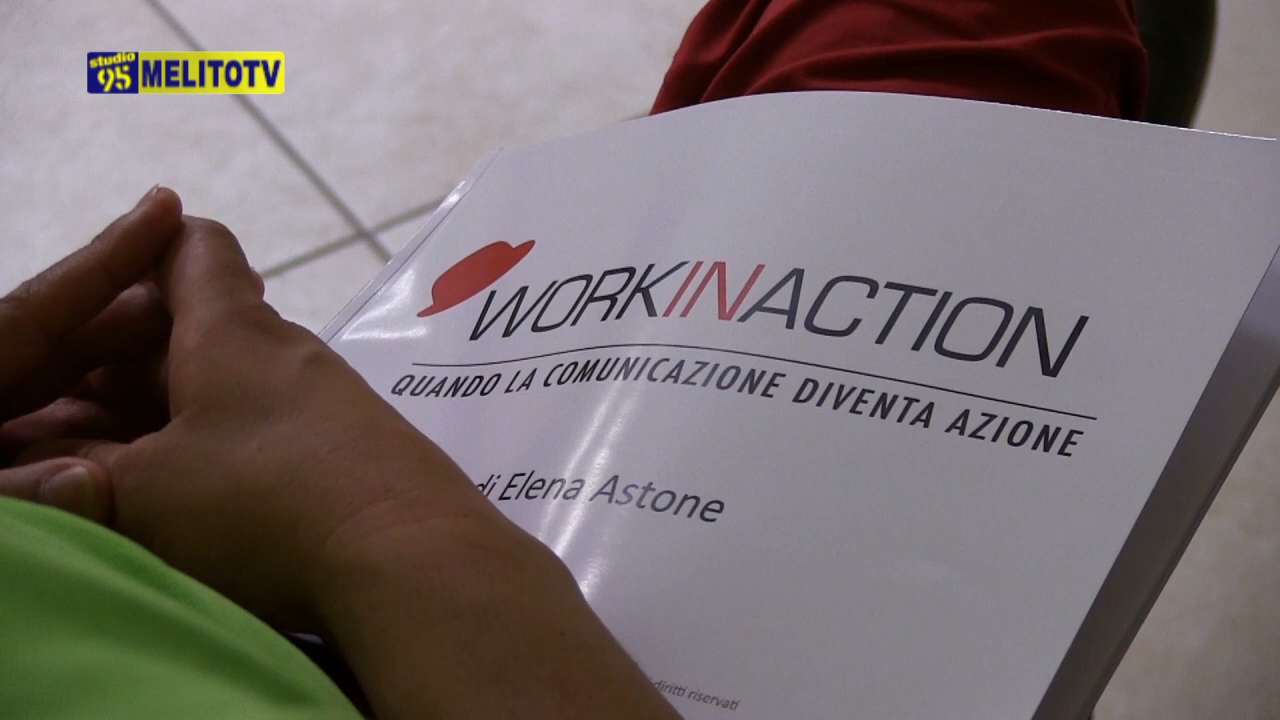 studio
95 MELITOTV
WORKINACTION
QUANDO LA COMUNICAZIONE DIVENTA AZIONE
di Elena Astone
diritti riservati